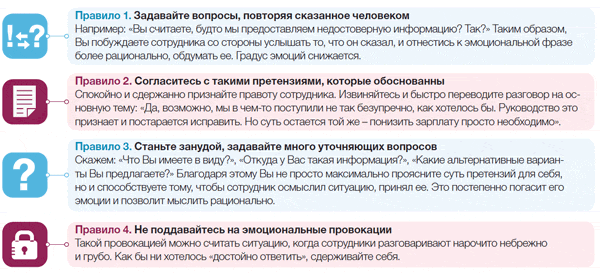 !⇆?
Правило 1. Задавайте вопросы, повторяя сказанное человеком
Например: «Вы считаете, будто мы предоставляем недостоверную информацию? Так?» Таким образом,
Вы побуждаете сотрудника со стороны услышать то, что он сказал, и отнестись к эмоциональной фразе
более рационально, обдумать ее. Градус эмоций снижается.
Правило 2. Согласитесь с такими претензиями, которые обоснованны
Спокойно и сдержанно признайте правоту сотрудника. Извиняйтесь и быстро переводите разговор на ос-
новную тему: «Да, возможно, мы в чем-то поступили не так безупречно, как хотелось бы. Руководство это
признает и постарается исправить. Но суть остается той же – понизить зарплату просто необходимо».
?
Правило 3. Станьте занудой, задавайте много уточняющих вопросов
Скажем: «Что Вы имеете в виду?», «Откуда у Вас такая информация?», «Какие альтернативные вариан-
ты Вы предлагаете?» Благодаря этому Вы не просто максимально проясните суть претензий для себя,
но и способствуете тому, чтобы сотрудник осмыслил ситуацию, принял ее. Это постепенно погасит его
эмоции и позволит мыслить рационально.
Правило 4. Не поддавайтесь на эмоциональные провокации
Такой провокацией можно считать ситуацию, когда сотрудники разговаривают нарочито небрежно
и грубо. Как бы ни хотелось «достойно ответить», сдерживайте себя.